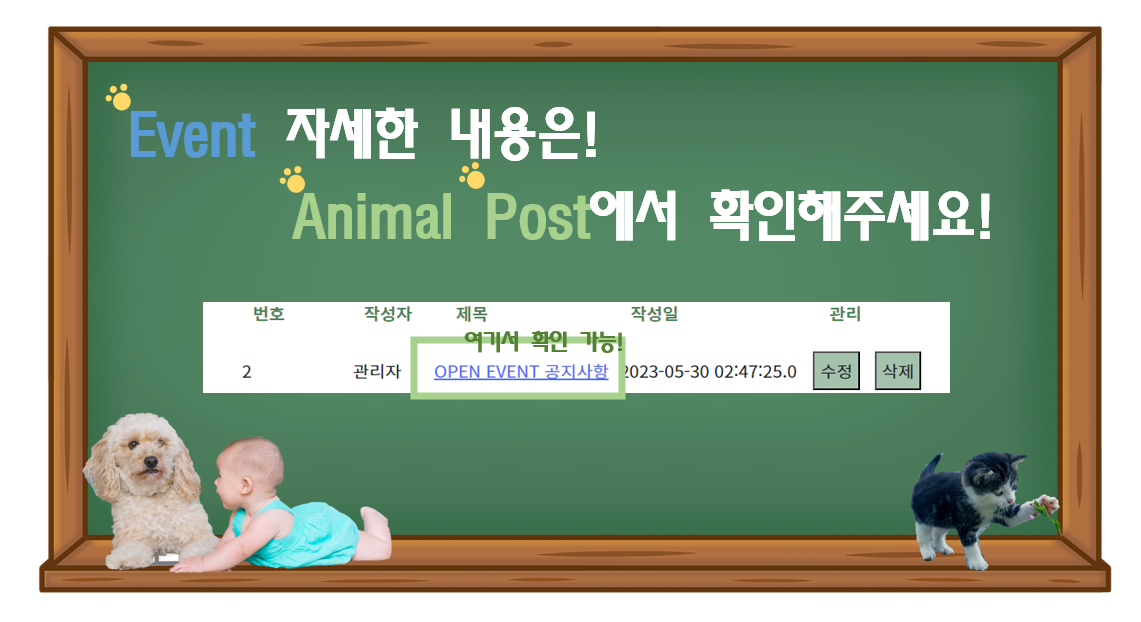 Event 자세한 내용은!
Animal Post에서 확인해주세요!
번호 작성자 제목 작성일 관리
여기서 확인 가능!
2 관리자 OPEN EVENT 공지사항 2023-05-30 02:47:25.0 수정 삭제